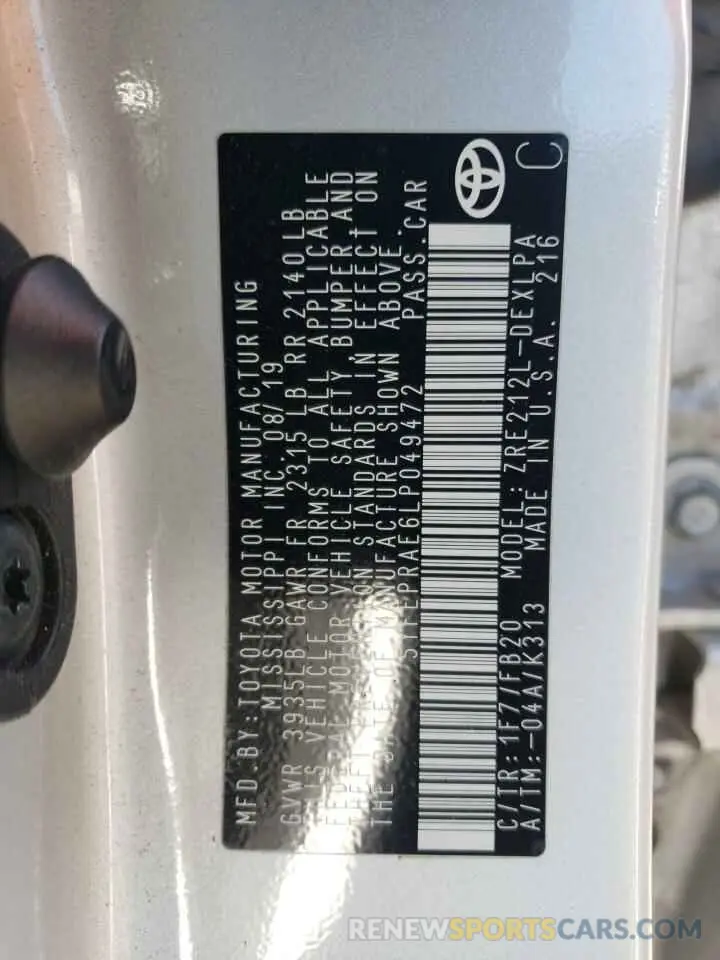 MFD.BY:TOYOTA MOTOR MANUFACTURING
MISSISSIPPI INC. 08/19
GVWR 3935LB GAWR FR 2315 LB RR 2140LB
THIS VEHICLE CONFORMS TO ALL APPLICABLE
FEDERAL MOTOR VEHICLE SAFETY, BUMPER AND
THEFT PREVENTION STANDARDS IN EFFECT ON
THE DATE OF MANUFACTURE SHOWN ABOVE.
5YFEPRAE6LP049472 PASS.CAR
C/TR:1F7/FB20 MODEL:ZRE212L-DEXLPA
A/TM:-04A/K313 MADE IN U.S.A. 216
C
RENEWSPORTSCARS.COM